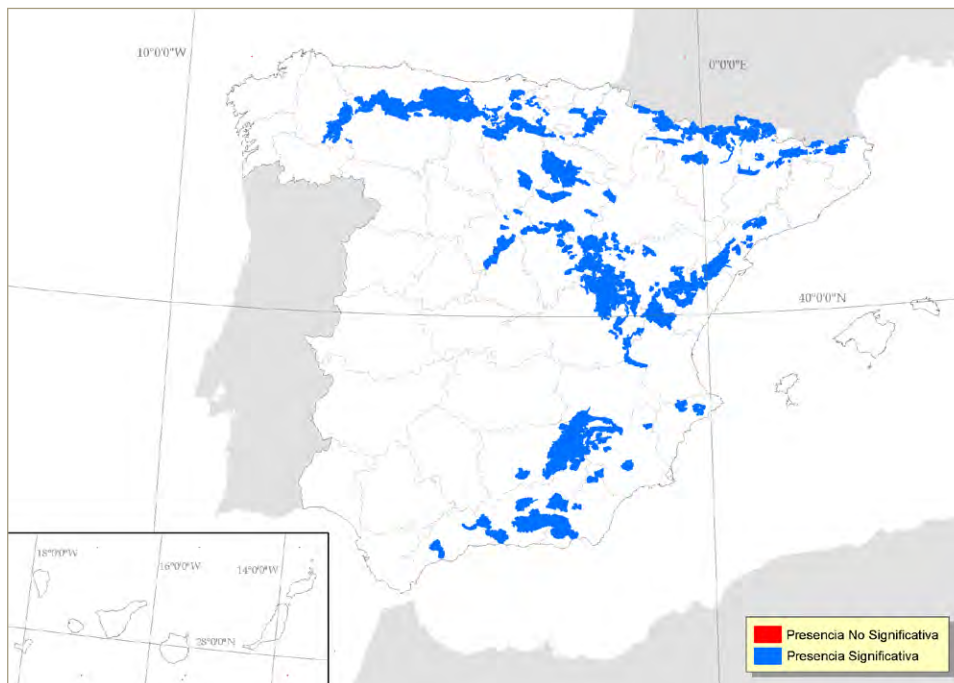 10°0'0"W
0°0'0"E
40°0'0"N
18°0'0"W
16°0'0"W
14°0'0"W
28°0'0"N
Presencia No Significativa
Presencia Significativa